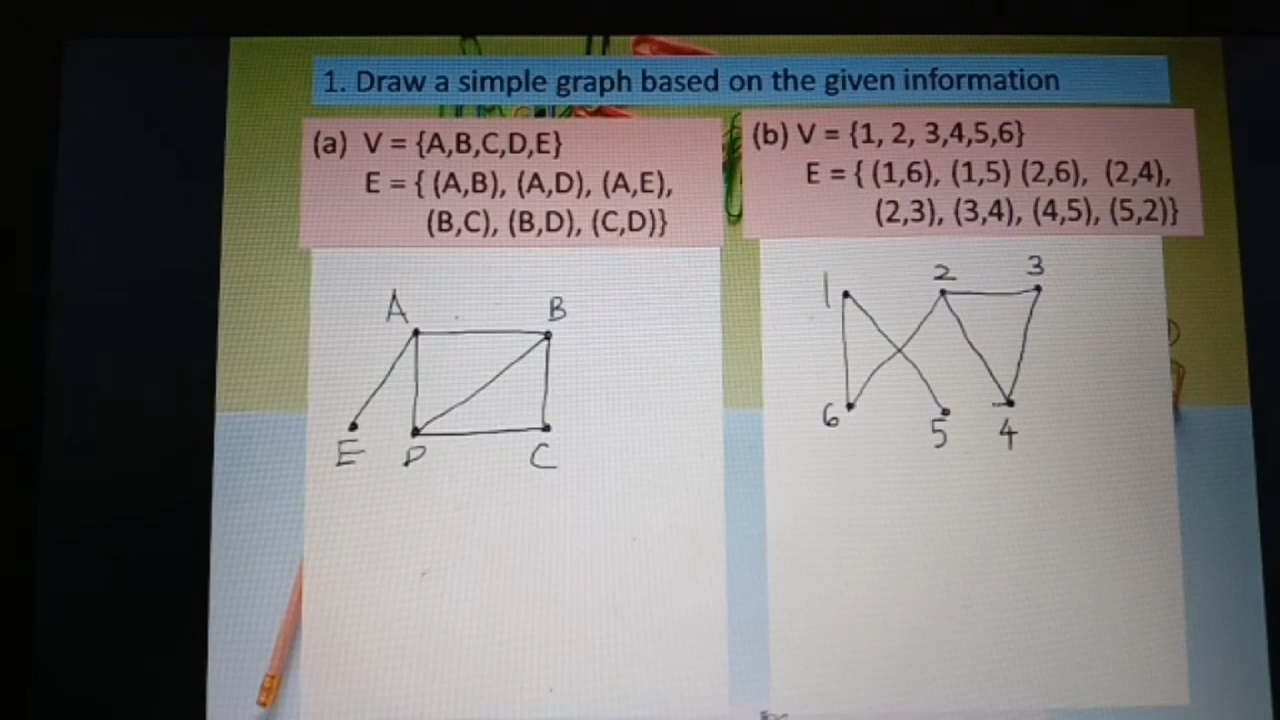 1. Draw a simple graph based on the given information
(a) V = {A,B,C,D,E}
E = { (A,B), (A,D), (A,E),
(B,C), (B,D), (C,D)}
(b) V = {1, 2, 3,4,5,6}
E = { (1,6), (1,5) (2,6), (2,4),
(2,3), (3,4), (4,5), (5,2)}
A B
E D C
1 2 3
6 5 4